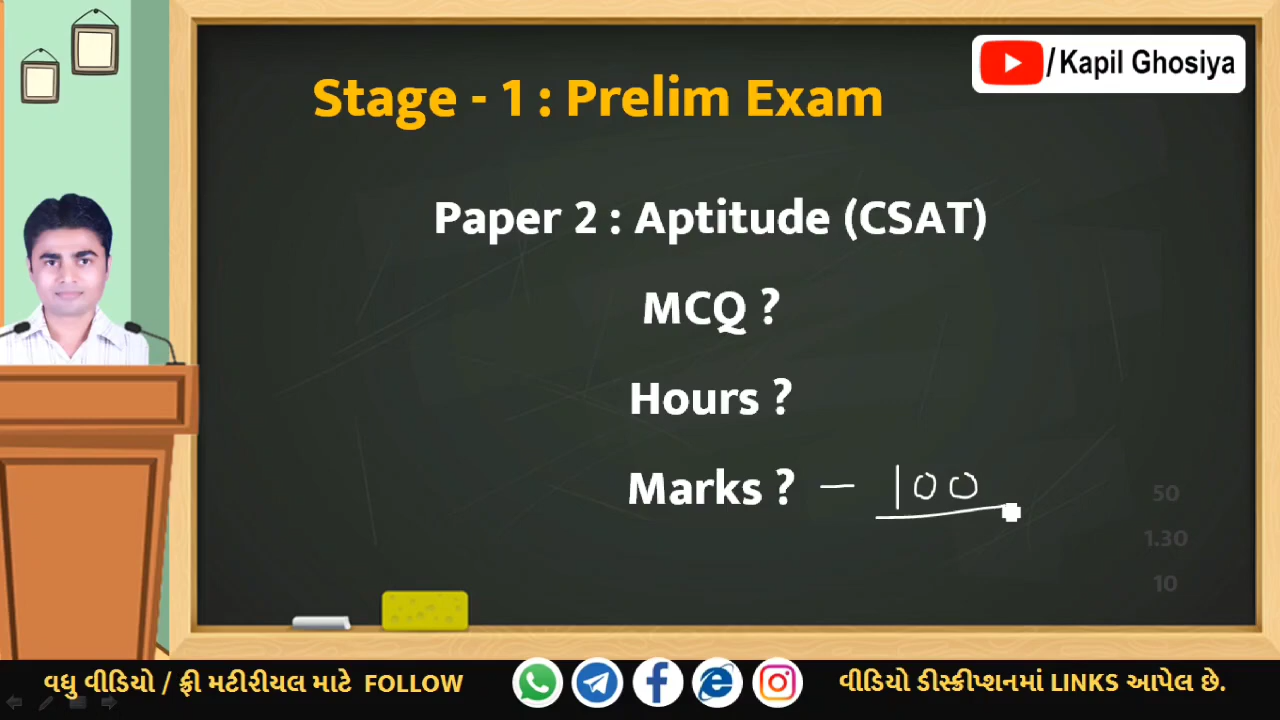 /Kapil Ghosiya
Stage - 1 : Prelim Exam
Paper 2 : Aptitude (CSAT)
MCQ ?
Hours ?
Marks ? — 100
50
1.30
10
વધુ વીડિયો / ફ્રી મટીરીયલ માટે FOLLOW
વીડિયો ડીસ્ક્રીપ્શનમાં LINKS આપેલ છે.